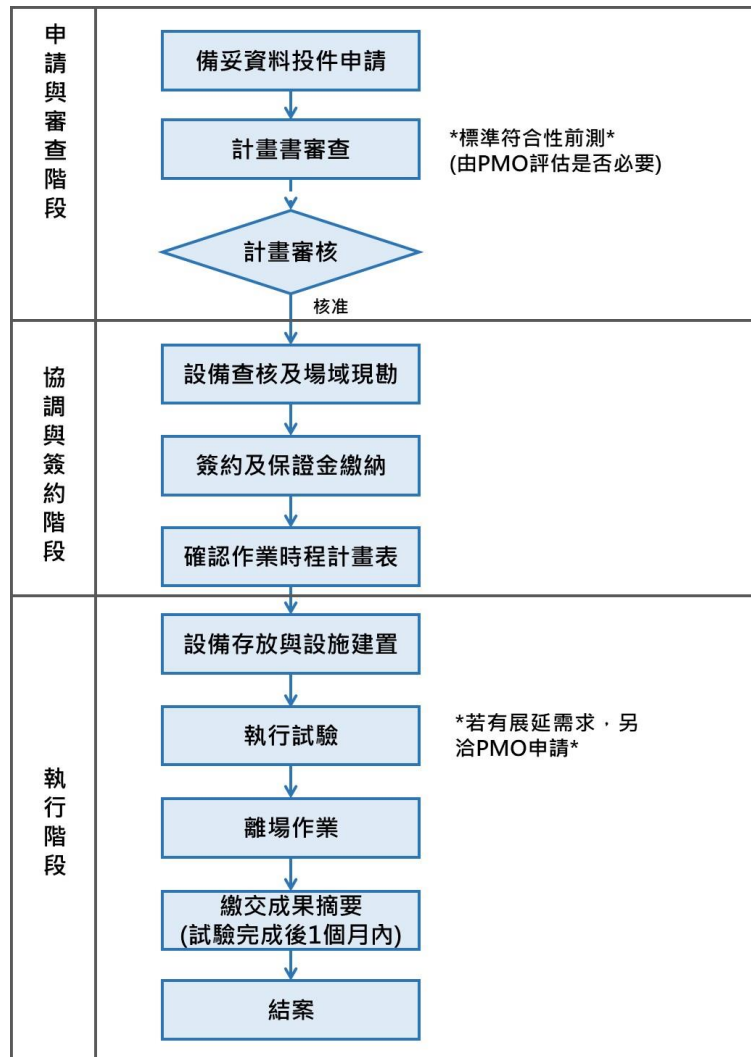 申請與審查階段
備妥資料投件申請
計畫書審查
*標準符合性前測*
(由PMO評估是否必要)
計畫審核
核准
協調與簽約階段
設備查核及場域現勘
簽約及保證金繳納
確認作業時程計畫表
執行階段
設備存放與設施建置
執行試驗
*若有展延需求，另
洽PMO申請*
離場作業
繳交成果摘要
(試驗完成後1個月內)
結案